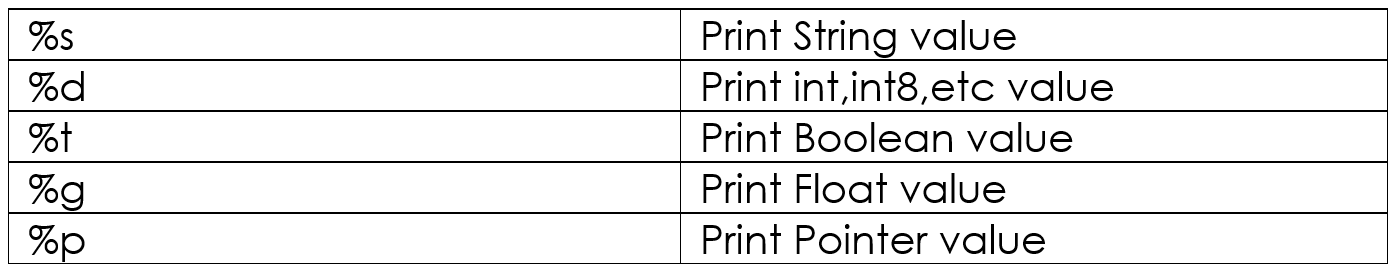 %s Print String value
%d Print int,int8,etc value
%t Print Boolean value
%g Print Float value
%p Print Pointer value